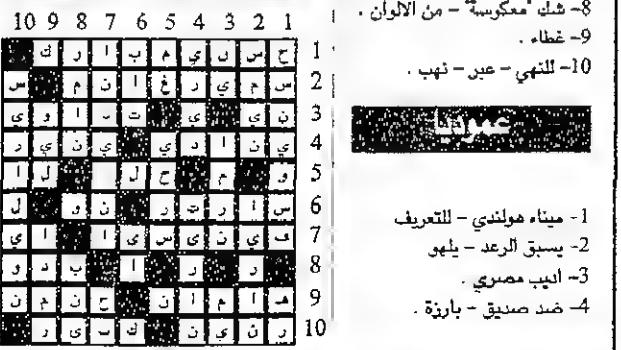 8- شك "معكوسة" - من الالوان .
9- غطاء .
10- للنهي - عبر - نهب .
عموديا
1- ميناء هولندي - للتعريف
2- يسبق الرعد - يلهو
3- اديب مصري .
4- ضد صديق - بارزة .
1 2 3 4 5 6 7 8 9 10
1 ح س ن ي م ب ا ر ك
2 س م ي ر غ ا ن م س
3 ن ي ي ت د ا و ي
4 ي ن ا د ي ي ن ي ر
5 و م ح ل ل ا
6 س ا ر ت ر ن و ل
7 ف ي ن ي س ي ا ا ي
8 ر ر ا ب د و
9 ه ا م ا ن ح ن م ن
10 ر ن ي ن ك س ي ر